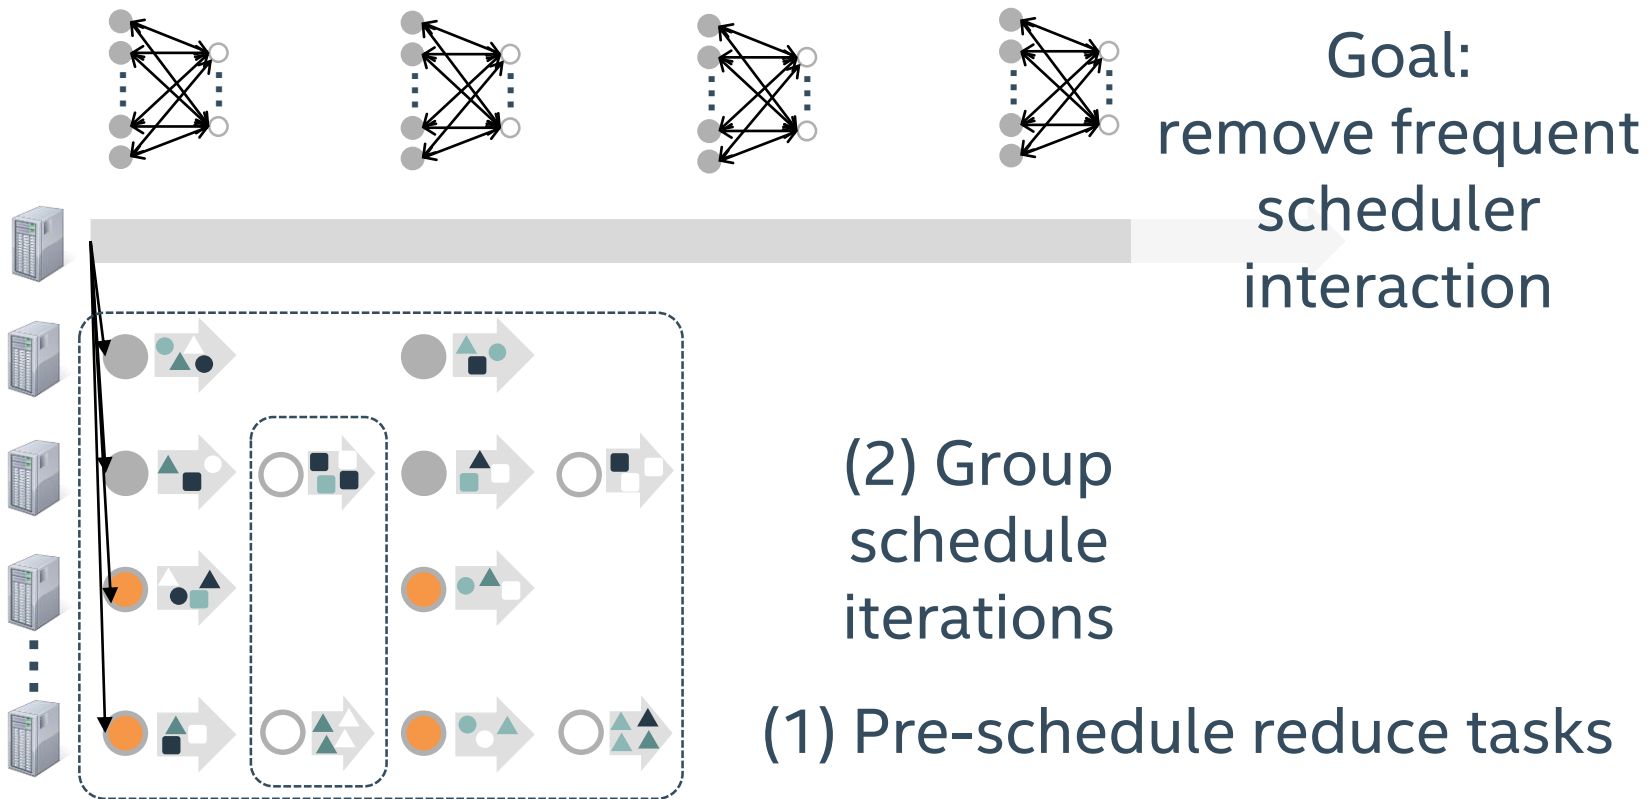 Goal:
remove frequent
scheduler
interaction
(2) Group
schedule
iterations
(1) Pre-schedule reduce tasks